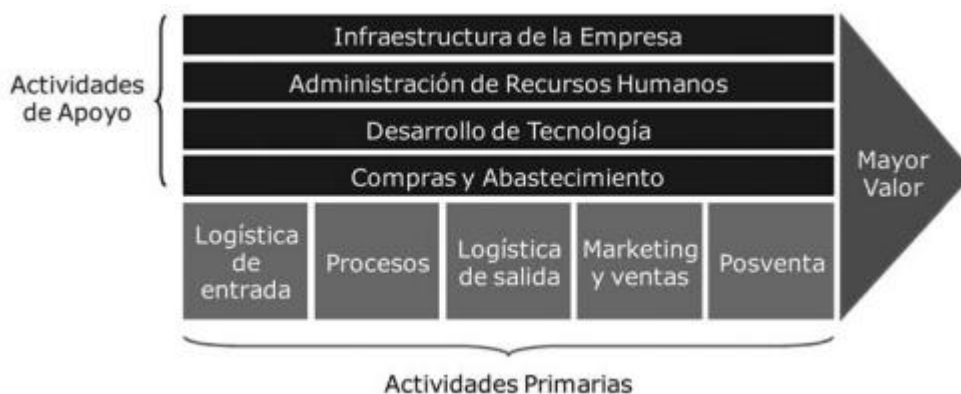 Actividades
de Apoyo
Infraestructura de la Empresa
Administración de Recursos Humanos
Desarrollo de Tecnología
Compras y Abastecimiento
Logística
de
entrada
Procesos
Logística
de salida
Marketing
y ventas
Posventa
Mayor
Valor
Actividades Primarias